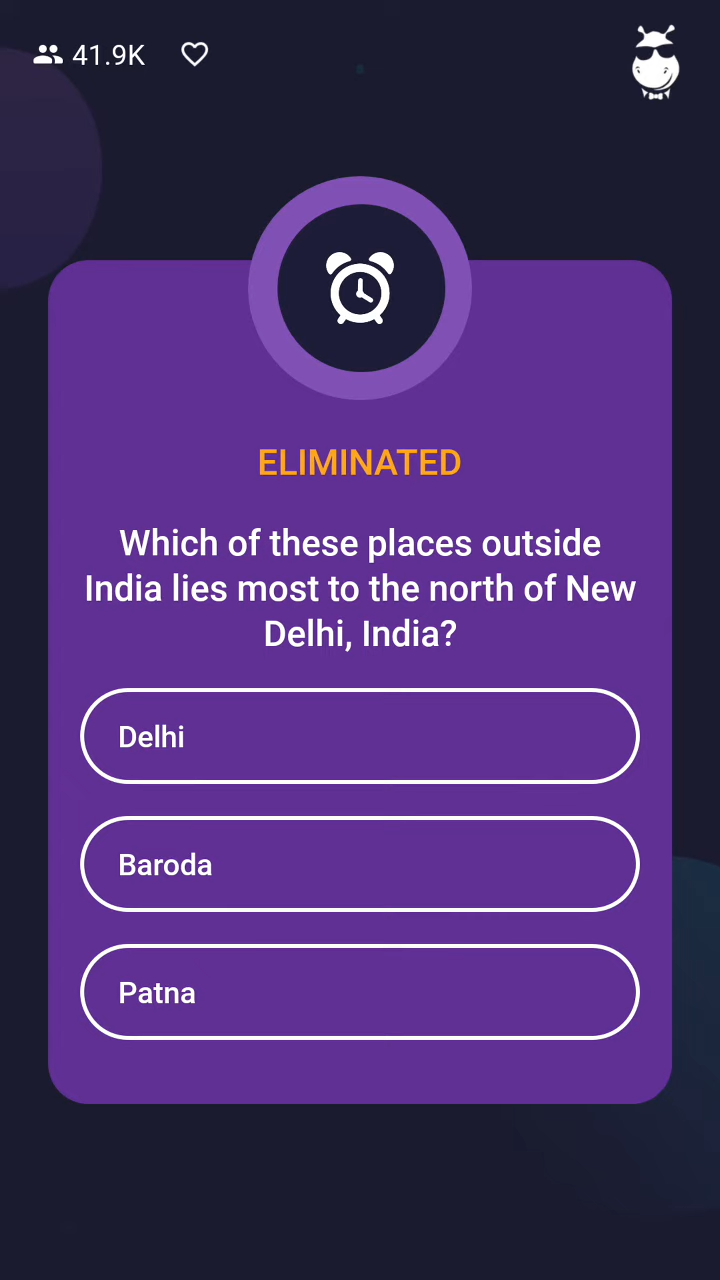 41.9K
ELIMINATED
Which of these places outside
India lies most to the north of New
Delhi, India?
Delhi
Baroda
Patna